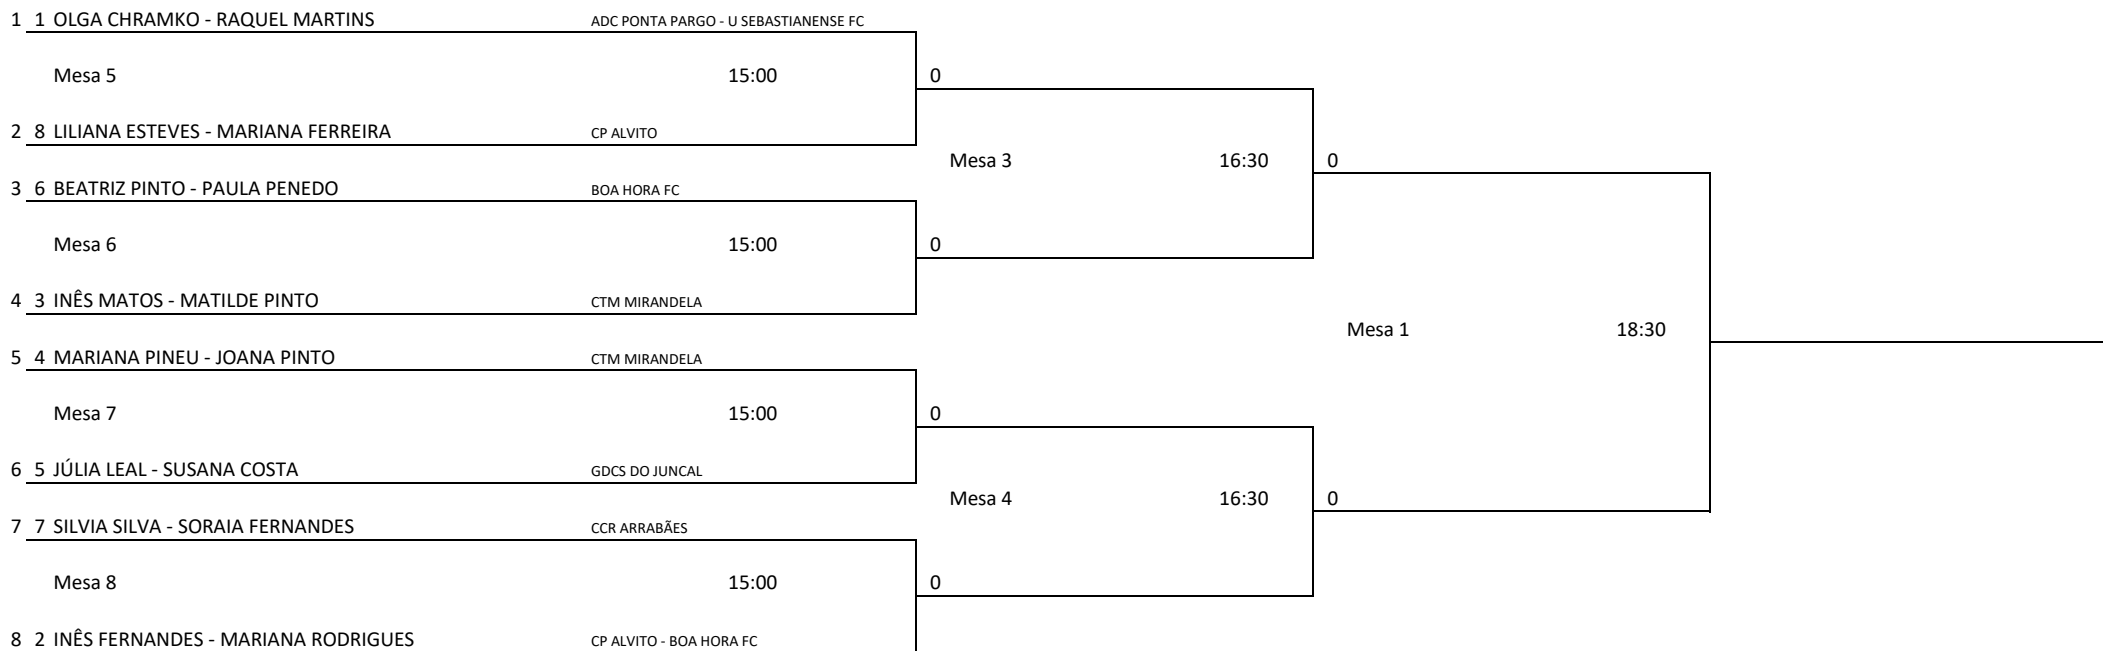 1 1 OLGA CHRAMKO - RAQUEL MARTINS ADC PONTA PARGO - U SEBASTIANENSE FC
Mesa 5 15:00 0
2 8 LILIANA ESTEVES - MARIANA FERREIRA CP ALVITO
Mesa 3 16:30 0
3 6 BEATRIZ PINTO - PAULA PENEDO BOA HORA FC
Mesa 6 15:00 0
4 3 INÊS MATOS - MATILDE PINTO CTM MIRANDELA
Mesa 1 18:30
5 4 MARIANA PINEU - JOANA PINTO CTM MIRANDELA
Mesa 7 15:00 0
6 5 JÚLIA LEAL - SUSANA COSTA GDCS DO JUNCAL
Mesa 4 16:30 0
7 7 SILVIA SILVA - SORAIA FERNANDES CCR ARRABÃES
Mesa 8 15:00 0
8 2 INÊS FERNANDES - MARIANA RODRIGUES CP ALVITO - BOA HORA FC